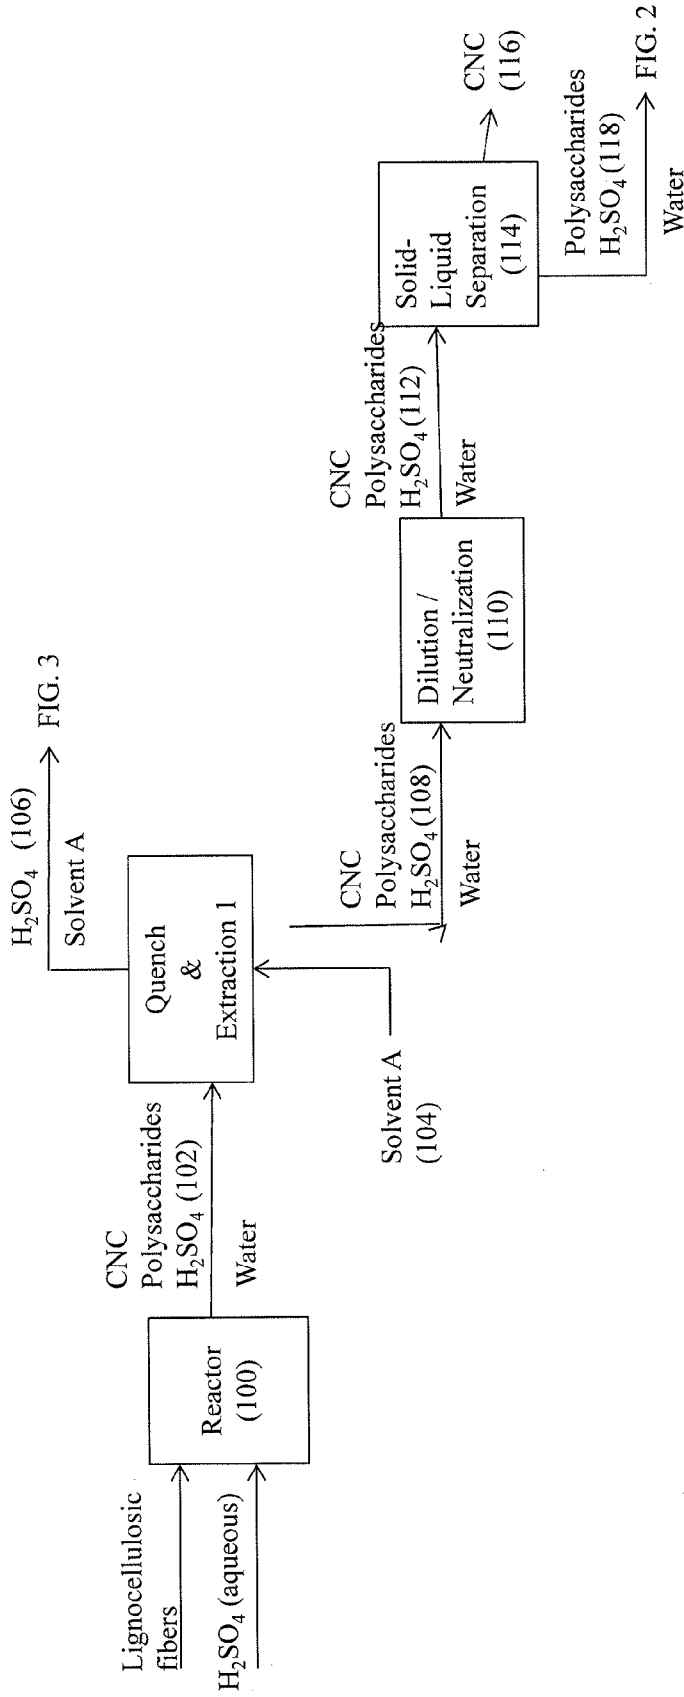 Lignocellulosic
fibers
H₂SO₄ (aqueous)
Reactor
(100)
CNC
Polysaccharides
H₂SO₄ (102)
Water
Solvent A
(104)
Quench
&
Extraction 1
H₂SO₄ (106)
Solvent A
FIG. 3
CNC
Polysaccharides
H₂SO₄ (108)
Water
Dilution /
Neutralization
(110)
CNC
Polysaccharides
H₂SO₄ (112)
Water
Solid-
Liquid
Separation
(114)
CNC
(116)
Polysaccharides
H₂SO₄ (118)
Water
FIG. 2